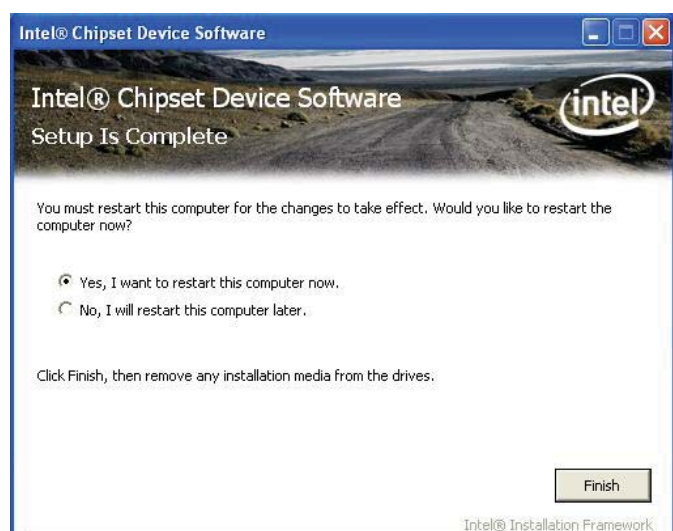 Intel® Chipset Device Software
Intel® Chipset Device Software
intel
Setup Is Complete
You must restart this computer for the changes to take effect. Would you like to restart the
computer now?
Yes, I want to restart this computer now.
No, I will restart this computer later.
Click Finish, then remove any installation media from the drives.
Finish
Intel® Installation Framework